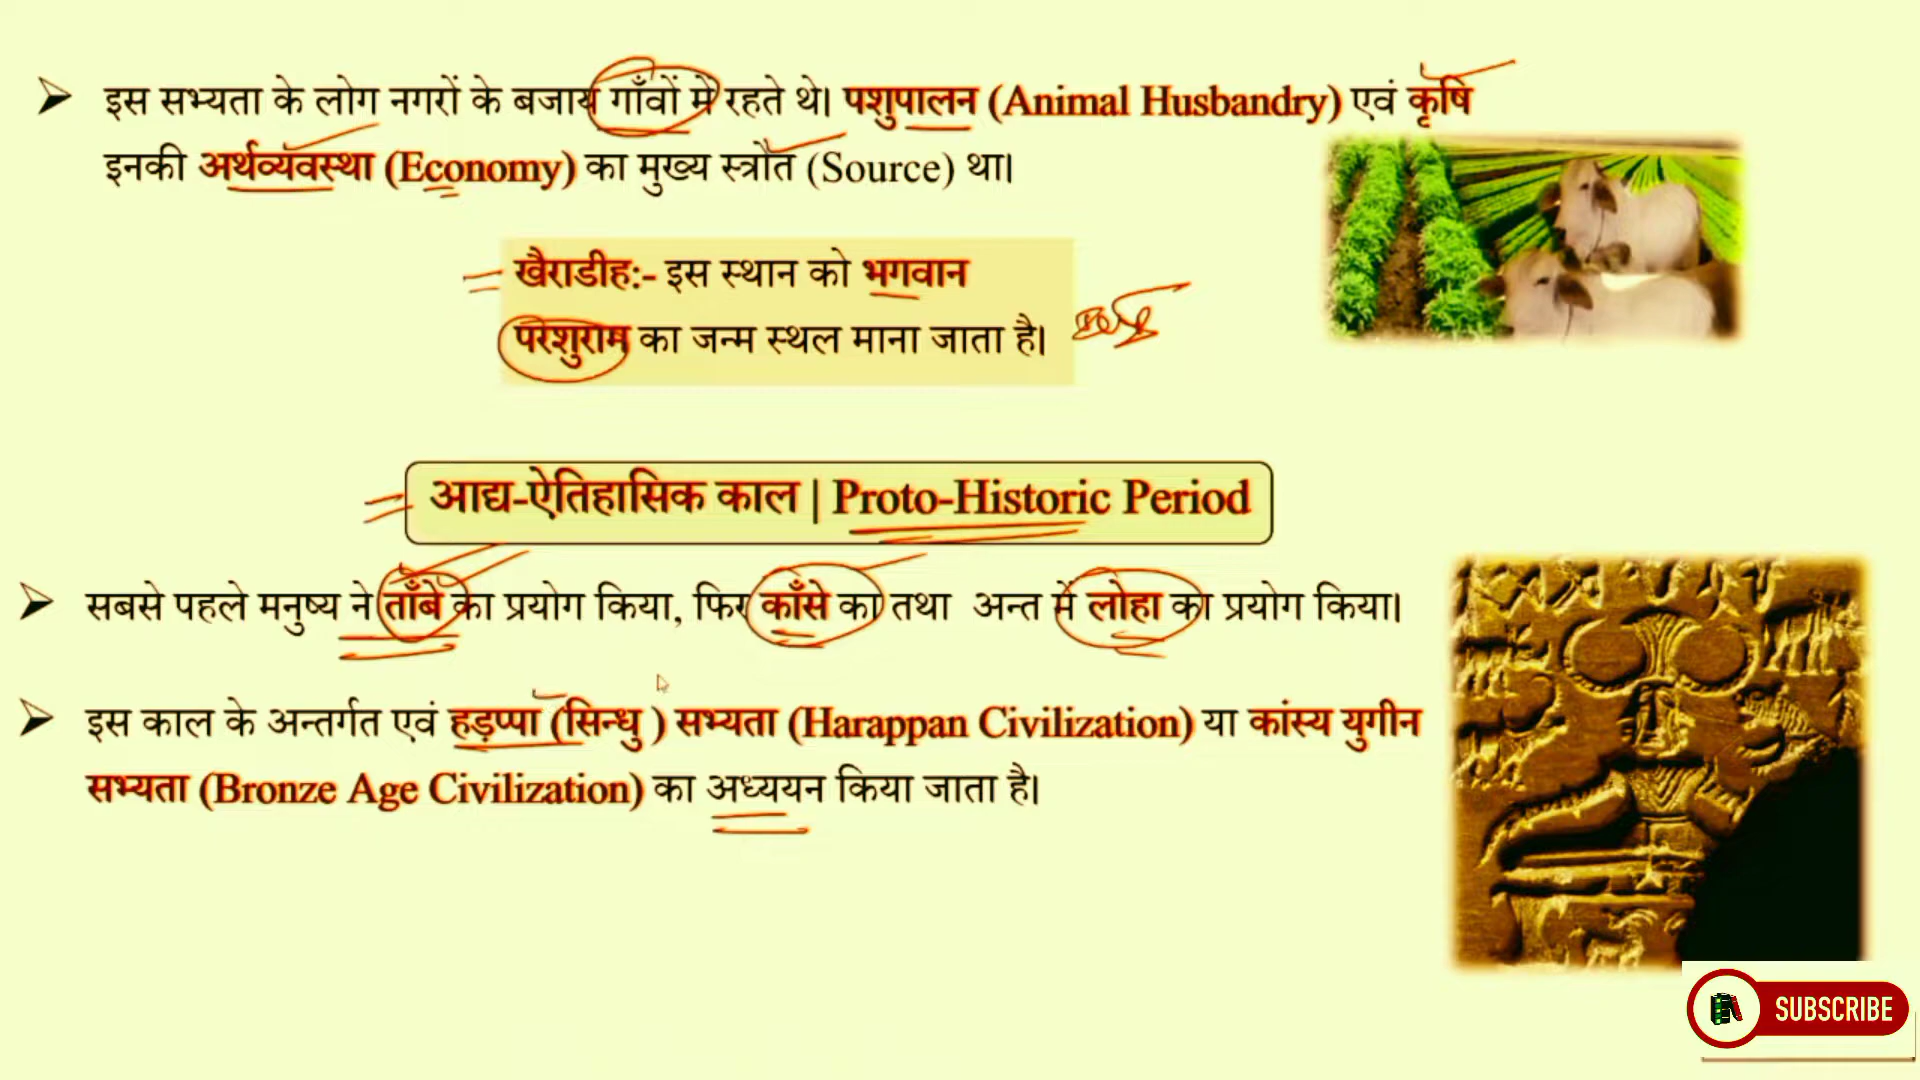 इस सभ्यता के लोग नगरों के बजाय गाँवों में रहते थे। पशुपालन (Animal Husbandry) एवं कृषि
इनकी अर्थव्यवस्था (Economy) का मुख्य स्त्रोत (Source) था।
खैराडीह:- इस स्थान को भगवान
परशुराम का जन्म स्थल माना जाता है।
आद्य-ऐतिहासिक काल | Proto-Historic Period
सबसे पहले मनुष्य ने ताँबे का प्रयोग किया, फिर काँसे का तथा अन्त में लोहा का प्रयोग किया।
इस काल के अन्तर्गत एवं हड़प्पा (सिन्धु ) सभ्यता (Harappan Civilization) या कांस्य युगीन
सभ्यता (Bronze Age Civilization) का अध्ययन किया जाता है।
SUBSCRIBE